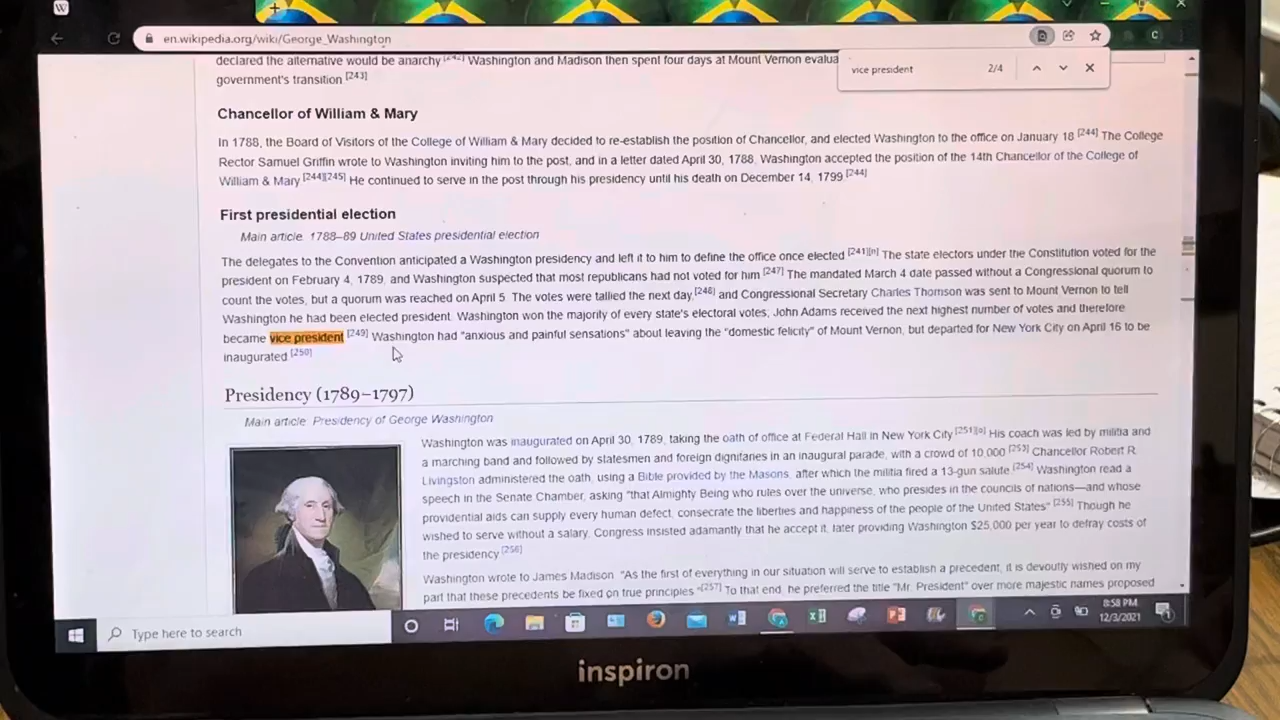 W
+
en.wikipedia.org/wiki/George_Washington
C
vice president 2/4
declared the alternative would be anarchy [242] Washington and Madison then spent four days at Mount Vernon
government's transition [243]
Chancellor of William & Mary
In 1788, the Board of Visitors of the College of William & Mary decided to re-establish the position of Chancellor, and elected Washington to the office on January 18 [244] The College
Rector Samuel Griffin wrote to Washington inviting him to the post, and in a letter dated April 30, 1788, Washington accepted the position of the 14th Chancellor of the College of
William & Mary [244][245] He continued to serve in the post through his presidency until his death on December 14, 1799 [244]
First presidential election
Main article: 1788–89 United States presidential election
The delegates to the Convention anticipated a Washington presidency and left it to him to define the office once elected [241][n] The state electors under the Constitution voted for the
president on February 4, 1789, and Washington suspected that most republicans had not voted for him [247] The mandated March 4 date passed without a Congressional quorum to
count the votes, but a quorum was reached on April 5. The votes were tallied the next day, [248] and Congressional Secretary Charles Thomson was sent to Mount Vernon to tell
Washington he had been elected president. Washington won the majority of every state's electoral votes; John Adams received the next highest number of votes and therefore
became vice president [249] Washington had "anxious and painful sensations" about leaving the "domestic felicity" of Mount Vernon, but departed for New York City on April 16 to be
inaugurated [250]
Presidency (1789–1797)
Main article: Presidency of George Washington
Washington was inaugurated on April 30, 1789, taking the oath of office at Federal Hall in New York City [251][o] His coach was led by militia and
a marching band and followed by statesmen and foreign dignitaries in an inaugural parade, with a crowd of 10,000 [253] Chancellor Robert R
Livingston administered the oath, using a Bible provided by the Masons, after which the militia fired a 13-gun salute [254] Washington read a
speech in the Senate Chamber, asking "that Almighty Being who rules over the universe, who presides in the councils of nations—and whose
providential aids can supply every human defect, consecrate the liberties and happiness of the people of the United States" [255] Though he
wished to serve without a salary, Congress insisted adamantly that he accept it, later providing Washington $25,000 per year to defray costs of
the presidency [256]
Washington wrote to James Madison "As the first of everything in our situation will serve to establish a precedent, it is devoutly wished on my
part that these precedents be fixed on true principles "[257] To that end, he preferred the title "Mr. President" over more majestic names proposed
Type here to search
8:58 PM
12/3/2021
1
inspiron